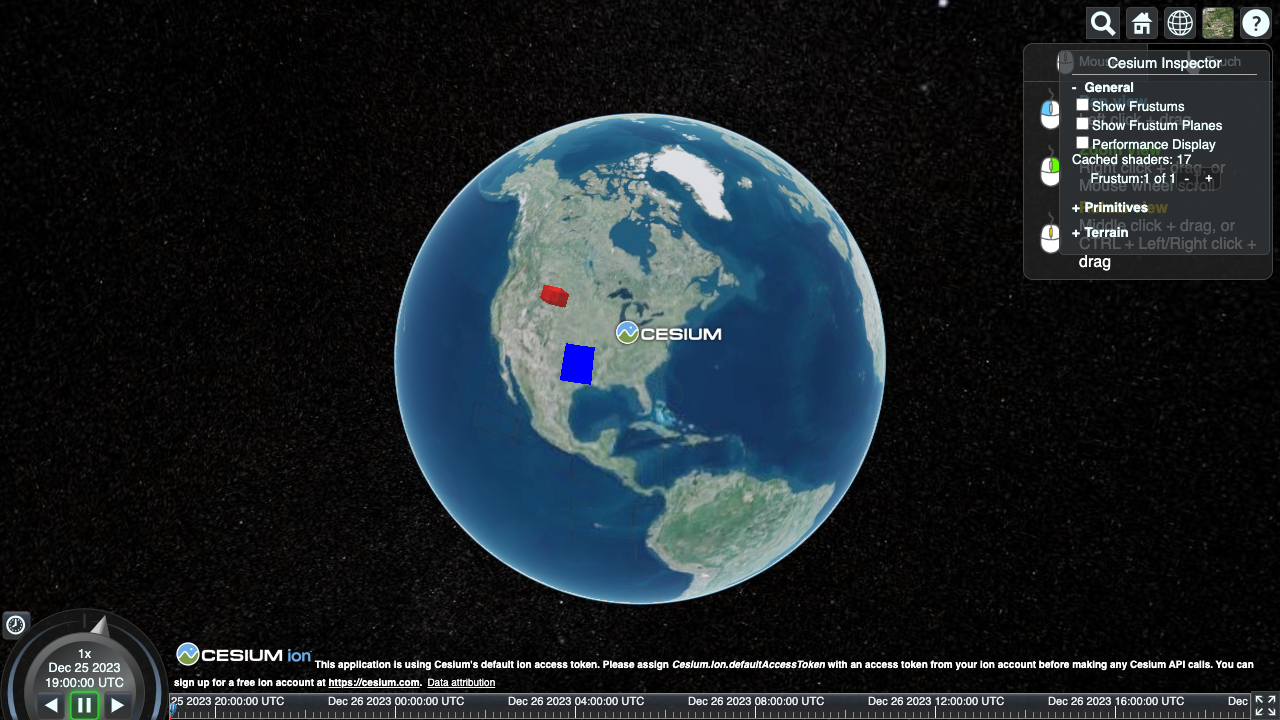 Mouse
Touch
Cesium Inspector
- General
Show Frustums
Left click + drag
Show Frustum Planes
Performance Display
Cached shaders: 17
Right click + drag, or
Frustum:1 of 1 - +
Mouse wheel scroll
+ Primitives
view
Middle click + drag, or
+ Terrain
CTRL + Left/Right click +
drag
CESIUM
1x
Dec 25 2023
19:00:00 UTC
CESIUM ion
This application is using Cesium's default ion access token. Please assign Cesium.Ion.defaultAccessToken with an access token from your ion account before making any Cesium API calls. You can
sign up for a free ion account at https://cesium.com. Data attribution
25 2023 20:00:00 UTC Dec 26 2023 00:00:00 UTC Dec 26 2023 04:00:00 UTC Dec 26 2023 08:00:00 UTC Dec 26 2023 12:00:00 UTC Dec 26 2023 16:00:00 UTC Dec